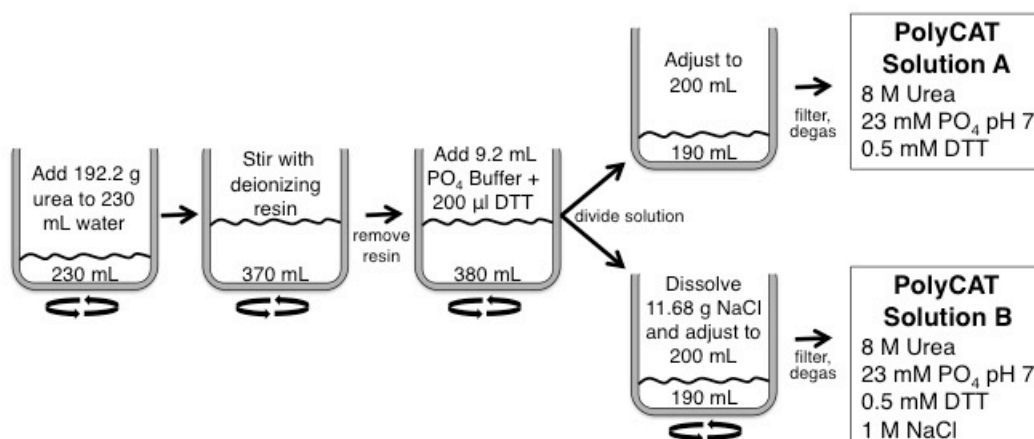 Add 192.2 g
urea to 230
mL water
230 mL
Stir with
deionizing
resin
370 mL
remove
resin
Add 9.2 mL
PO₄ Buffer +
200 µl DTT
380 mL
divide solution
Adjust to
200 mL
190 mL
filter,
degas
PolyCAT
Solution A
8 M Urea
23 mM PO₄ pH 7
0.5 mM DTT
Dissolve
11.68 g NaCl
and adjust to
200 mL
190 mL
filter,
degas
PolyCAT
Solution B
8 M Urea
23 mM PO₄ pH 7
0.5 mM DTT
1 M NaCl